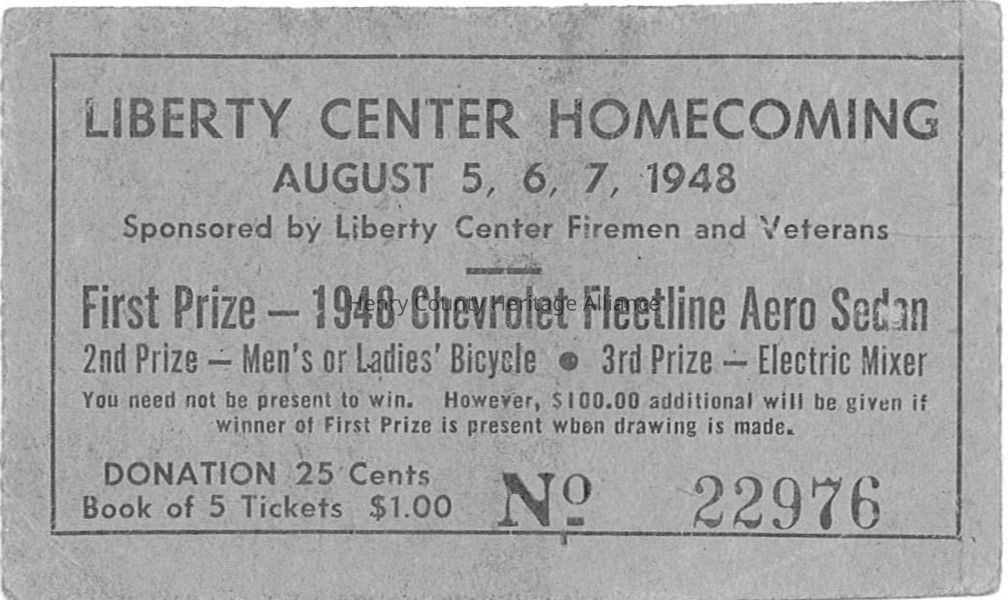 LIBERTY CENTER HOMECOMING
AUGUST 5, 6, 7, 1948
Sponsored by Liberty Center Firemen and Veterans
First Prize — 1948 Chevrolet Fleetline Aero Sedan
Henry County Heritage Alliance
2nd Prize — Men's or Ladies' Bicycle ● 3rd Prize — Electric Mixer
You need not be present to win. However, $100.00 additional will be given if
winner of First Prize is present when drawing is made.
DONATION 25 Cents
Book of 5 Tickets $1.00
No 22976